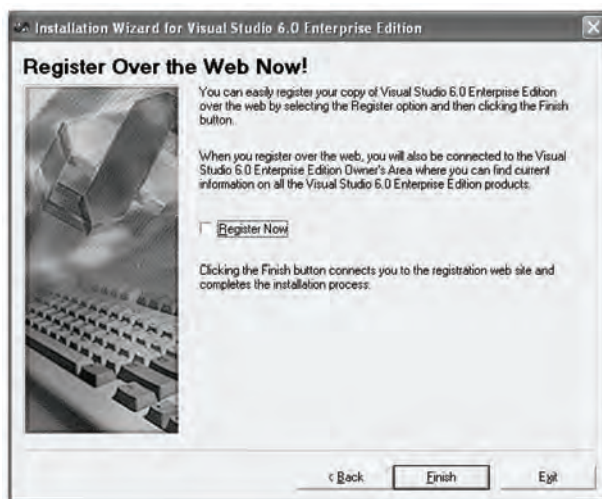 Installation Wizard for Visual Studio 6.0 Enterprise Edition
Register Over the Web Now!
You can easily register your copy of Visual Studio 6.0 Enterprise Edition
over the web by selecting the Register option and then clicking the Finish
button.
When you register over the web, you will also be connected to the Visual
Studio 6.0 Enterprise Edition Owner's Area where you can find current
information on all the Visual Studio 6.0 Enterprise Edition products.
Register Now
Clicking the Finish button connects you to the registration web site and
completes the installation process.
< Back Finish Exit